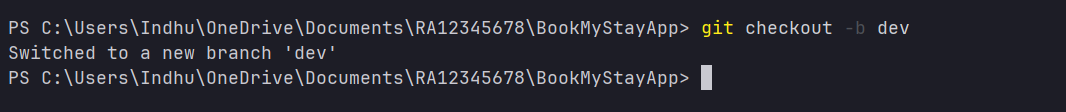 PS C:\Users\Indhu\OneDrive\Documents\RA12345678\BookMyStayApp> git checkout -b dev
Switched to a new branch 'dev'
PS C:\Users\Indhu\OneDrive\Documents\RA12345678\BookMyStayApp>